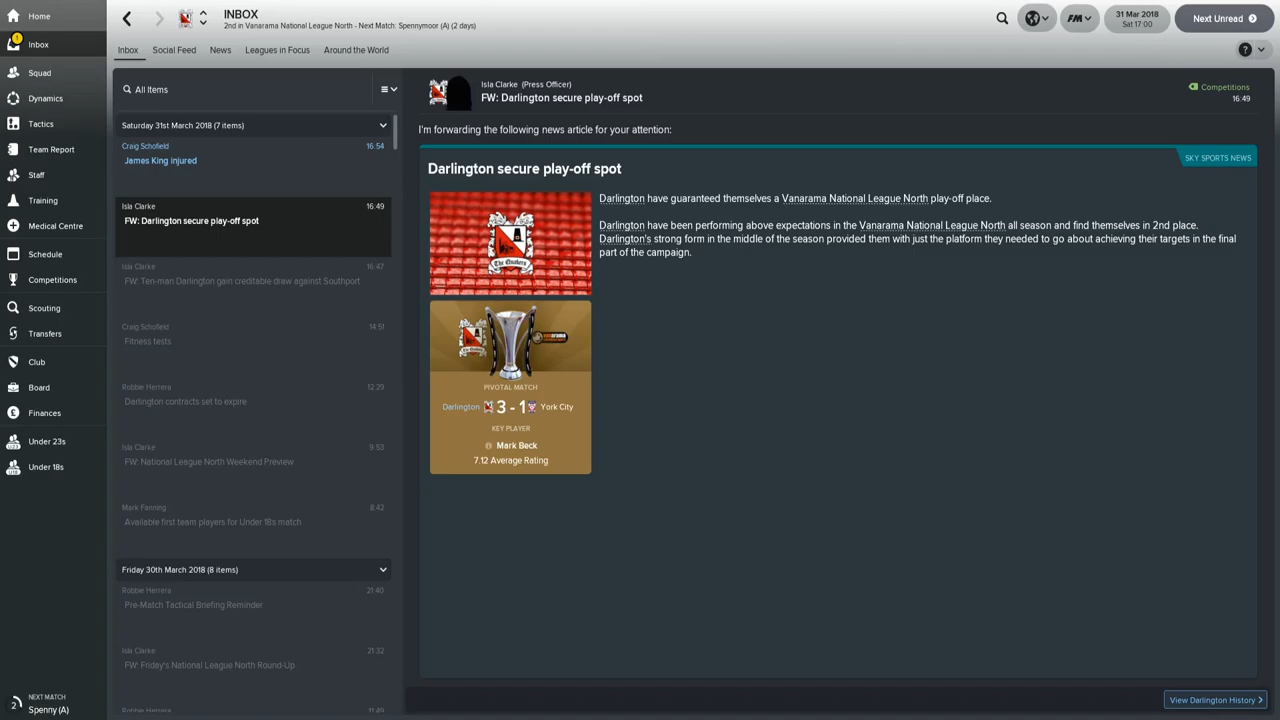 Home
1
Inbox
Squad
Dynamics
Tactics
Team Report
Staff
Training
Medical Centre
Schedule
Competitions
Scouting
Transfers
Club
Board
Finances
Under 23s
Under 18s
2
NEXT MATCH
Spenny (A)
INBOX
2nd in Vanarama National League North - Next Match: Spennymoor (A) (2 days)
FM
31 Mar 2018
Sat 17:00
Next Unread
Inbox
Social Feed
News
Leagues in Focus
Around the World
?
All Items
Saturday 31st March 2018 (7 items)
Craig Schofield 16:54
James King injured
Isla Clarke 16:49
FW: Darlington secure play-off spot
Isla Clarke 16:47
FW: Ten-man Darlington gain creditable draw against Southport
Craig Schofield 14:51
Fitness tests
Robbie Herrera 12:29
Darlington contracts set to expire
Isla Clarke 9:53
FW: National League North Weekend Preview
Mark Fanning 8:42
Available first team players for Under 18s match
Friday 30th March 2018 (8 items)
Robbie Herrera 21:40
Pre-Match Tactical Briefing Reminder
Isla Clarke 21:32
FW: Friday's National League North Round-Up
Robbie Herrera 11:49
Isla Clarke (Press Officer)
FW: Darlington secure play-off spot
Competitions
16:49
I'm forwarding the following news article for your attention:
SKY SPORTS NEWS
Darlington secure play-off spot
The Quakers
Darlington have guaranteed themselves a Vanarama National League North play-off place.
Darlington have been performing above expectations in the Vanarama National League North all season and find themselves in 2nd place.
Darlington's strong form in the middle of the season provided them with just the platform they needed to go about achieving their targets in the final
part of the campaign.
PIVOTAL MATCH
Darlington 3 - 1 York City
KEY PLAYER
Mark Beck
7.12 Average Rating
View Darlington History